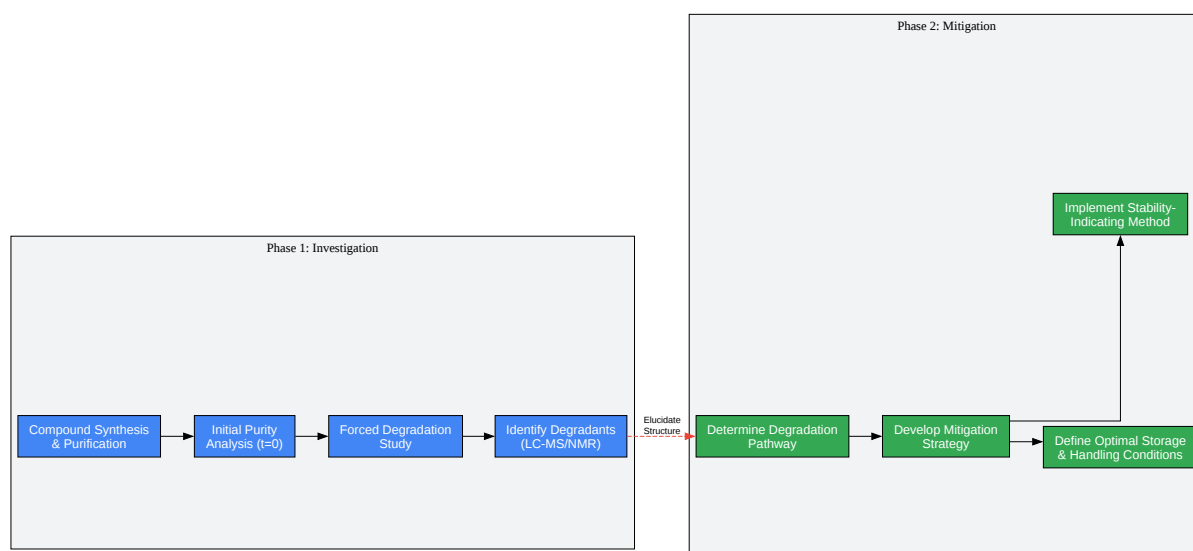 Phase 1: Investigation
Compound Synthesis
& Purification
Initial Purity
Analysis (t=0)
Forced Degradation
Study
Identify Degradants
(LC-MS/NMR)
Elucidate
Structure
Phase 2: Mitigation
Determine Degradation
Pathway
Develop Mitigation
Strategy
Implement Stability-
Indicating Method
Define Optimal Storage
& Handling Conditions